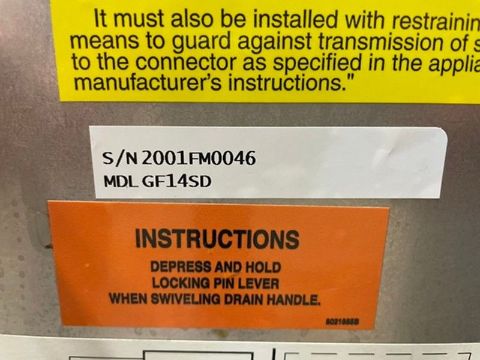 It must also be installed with restraining
means to guard against transmission of s
to the connector as specified in the applia
manufacturer's instructions."
S/N 2001FM0046
MDL GF14SD
INSTRUCTIONS
DEPRESS AND HOLD
LOCKING PIN LEVER
WHEN SWIVELING DRAIN HANDLE.